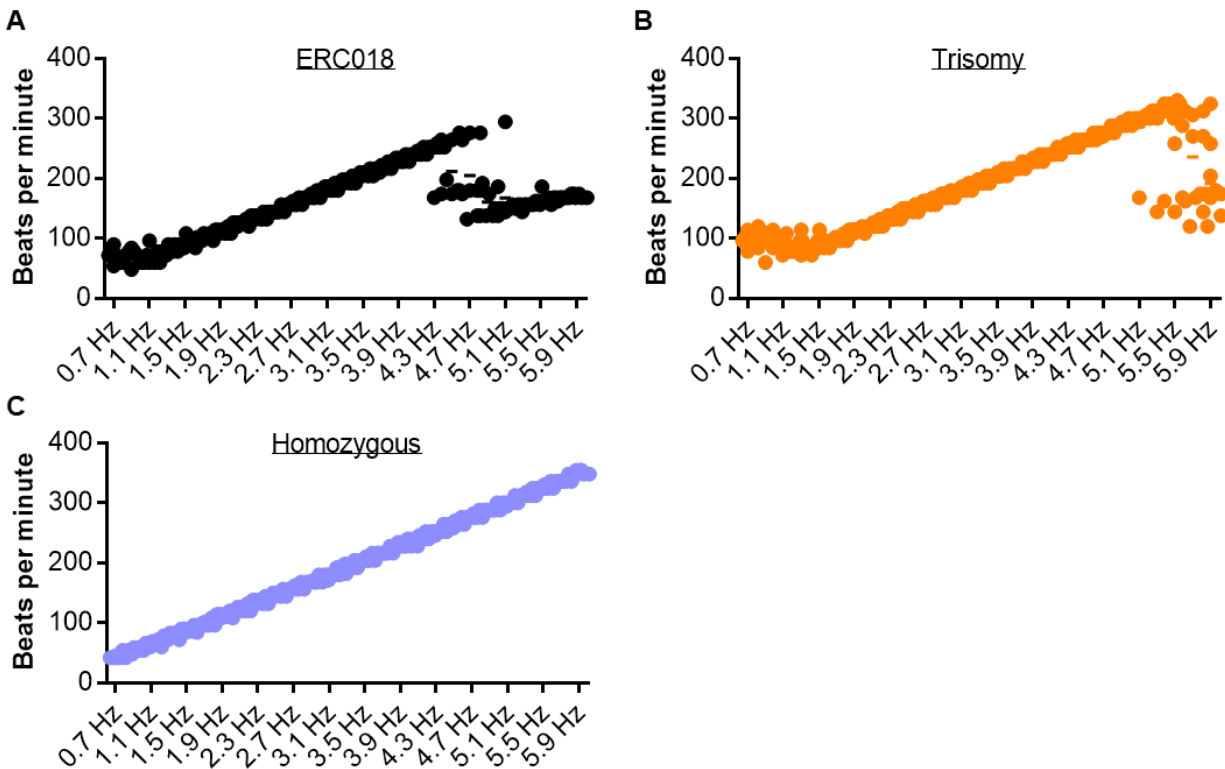 A
ERC018
Beats per minute
400
300
200
100
0
0.7 Hz
1.1 Hz
1.5 Hz
1.9 Hz
2.3 Hz
2.7 Hz
3.1 Hz
3.5 Hz
3.9 Hz
4.3 Hz
4.7 Hz
5.1 Hz
5.5 Hz
5.9 Hz
B
Trisomy
Beats per minute
400
300
200
100
0
0.7 Hz
1.1 Hz
1.5 Hz
1.9 Hz
2.3 Hz
2.7 Hz
3.1 Hz
3.5 Hz
3.9 Hz
4.3 Hz
4.7 Hz
5.1 Hz
5.5 Hz
5.9 Hz
C
Homozygous
Beats per minute
400
300
200
100
0
0.7 Hz
1.1 Hz
1.5 Hz
1.9 Hz
2.3 Hz
2.7 Hz
3.1 Hz
3.5 Hz
3.9 Hz
4.3 Hz
4.7 Hz
5.1 Hz
5.5 Hz
5.9 Hz